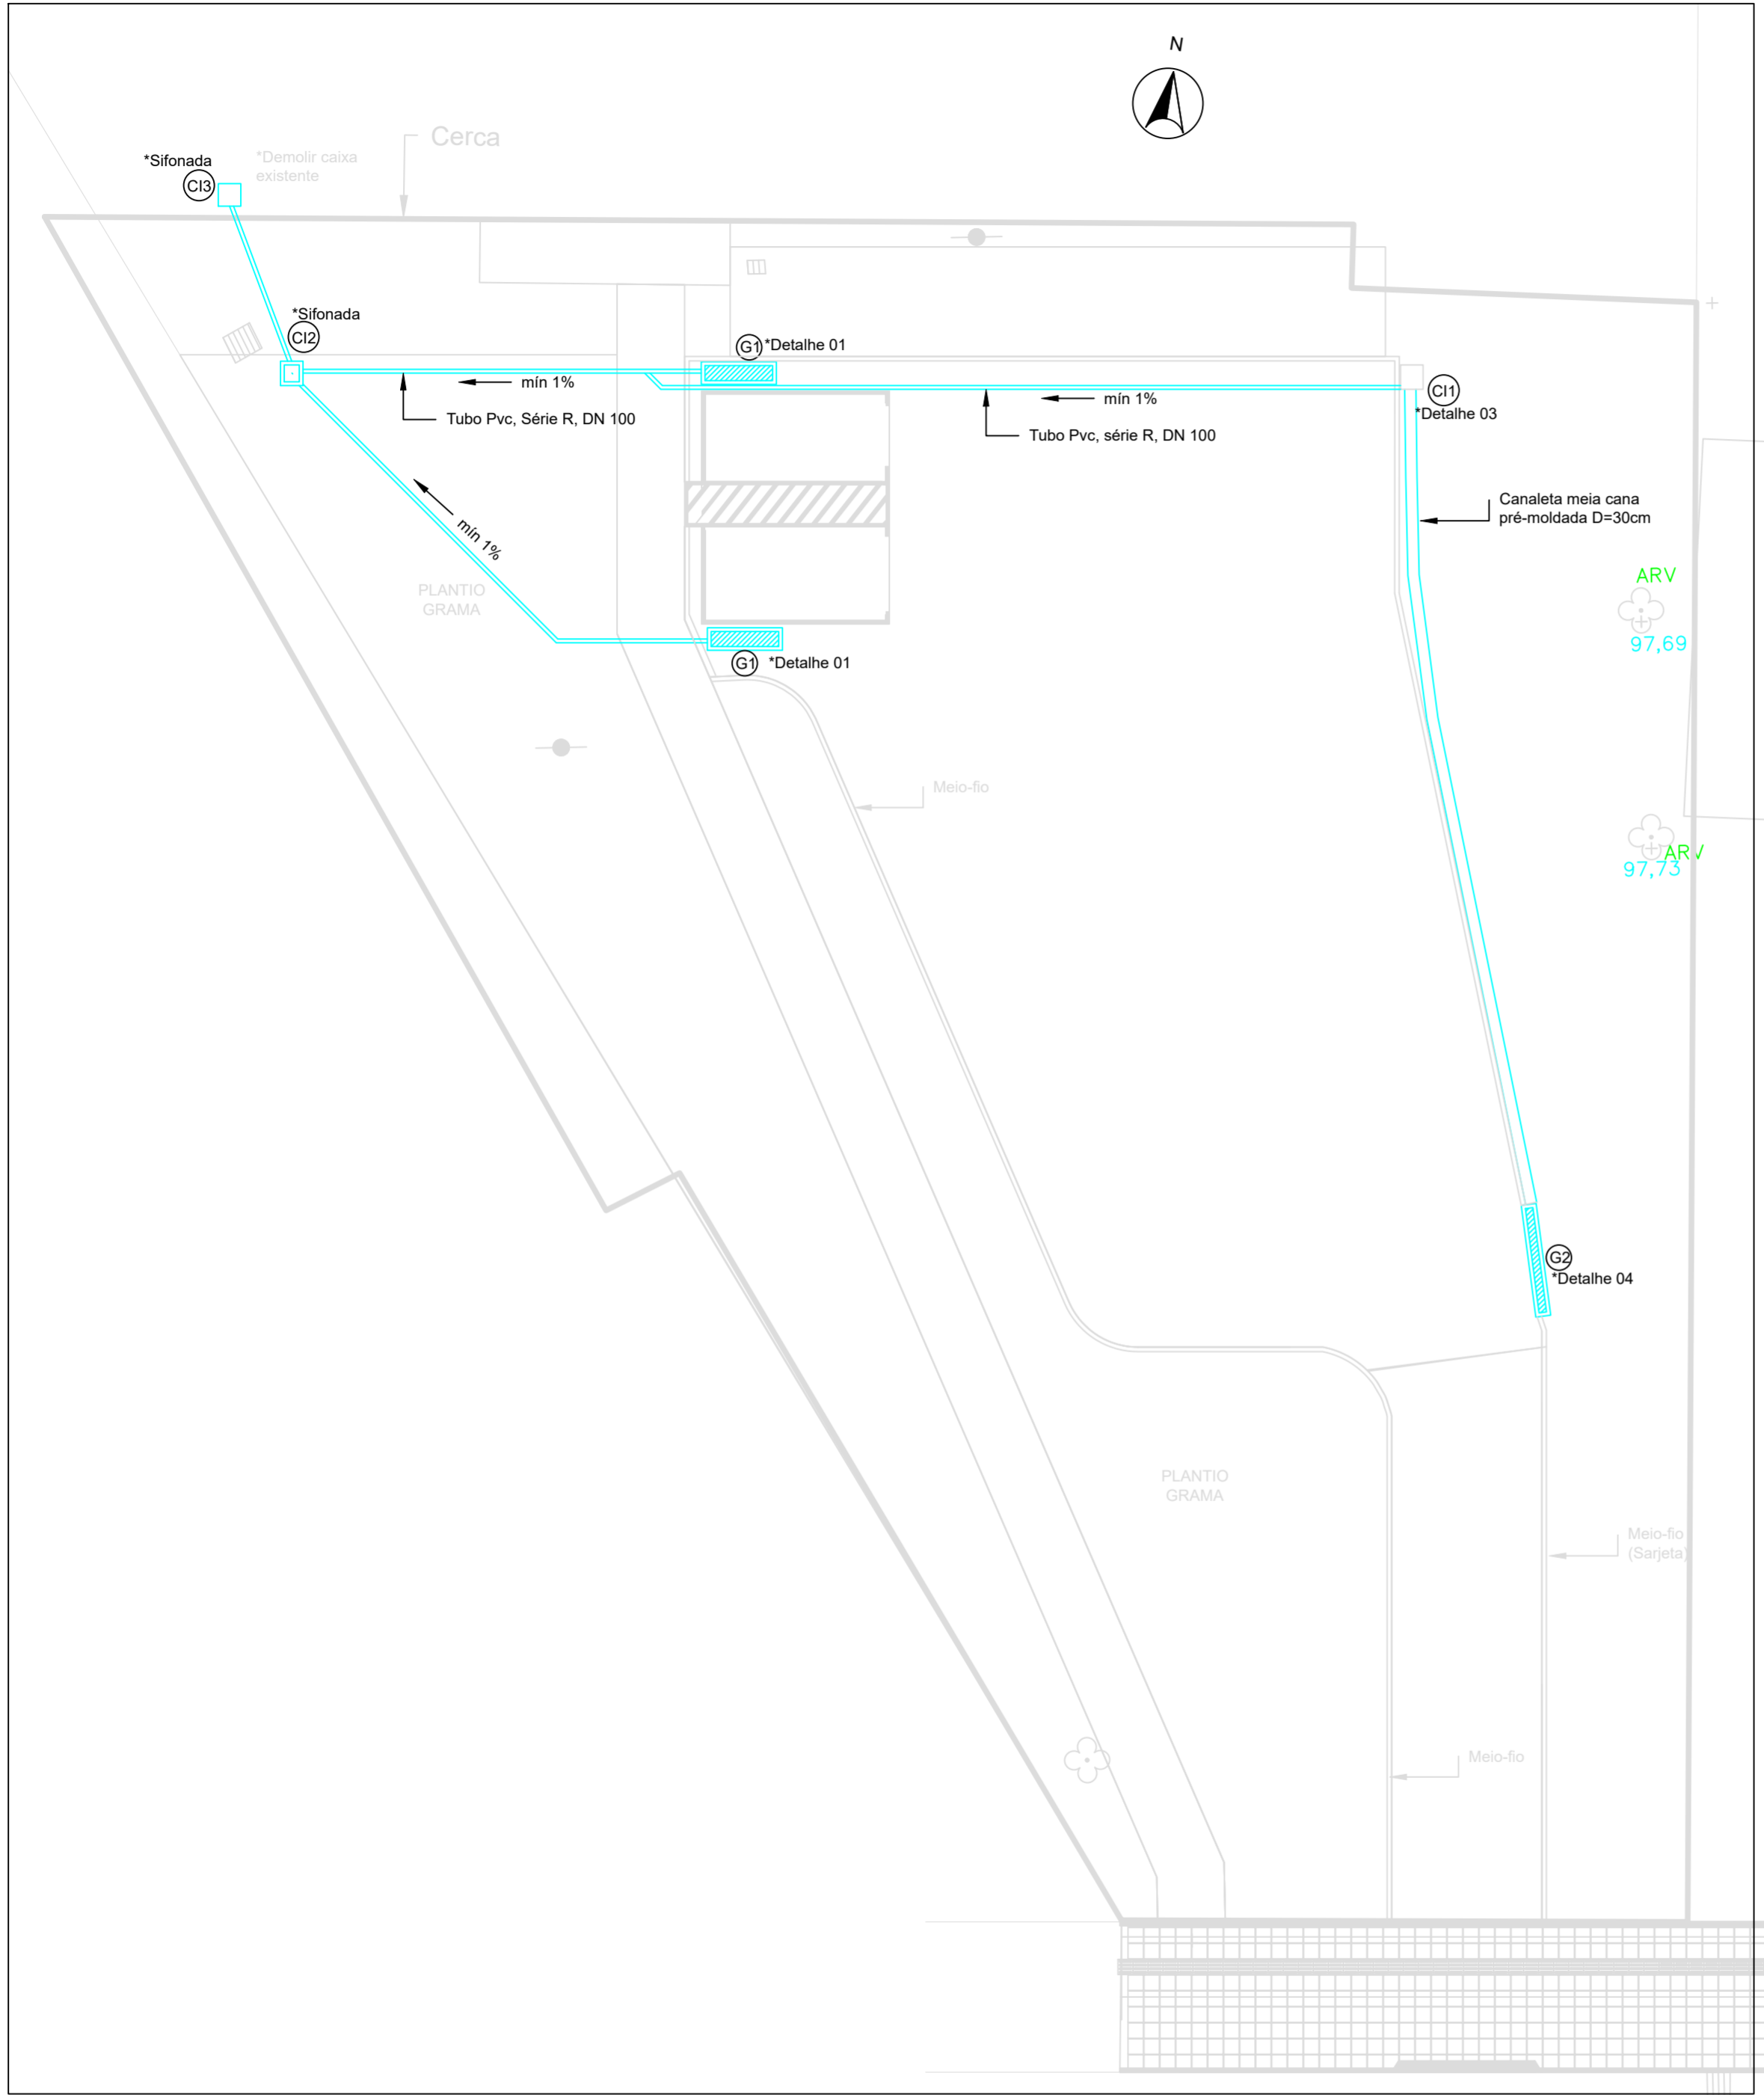 N
Cerca
*Sifonada
*Demolir caixa
existente
CI3
*Sifonada
CI2
G1
*Detalhe 01
mín 1%
Tubo Pvc, Série R, DN 100
mín 1%
Tubo Pvc, série R, DN 100
CI1
*Detalhe 03
Canaleta meia cana
pré-moldada D=30cm
mín 1%
PLANTIO
GRAMA
ARV
97,69
G1
*Detalhe 01
Meio-fio
ARV
97,73
G2
*Detalhe 04
PLANTIO
GRAMA
Meio-fio
(Sarjeta)
Meio-fio